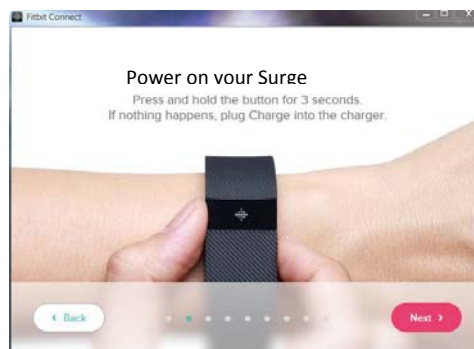 Fitbit Connect
Power on your Surge
Press and hold the button for 3 seconds.
If nothing happens, plug Charge into the charger.
Back
Next